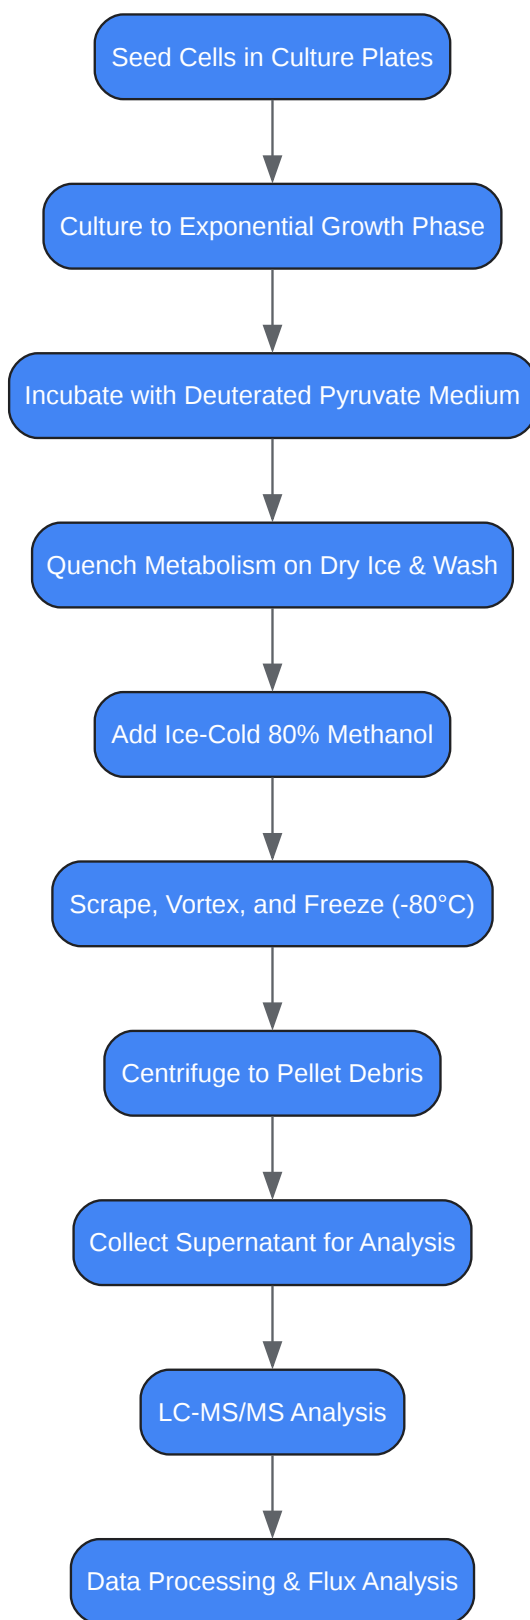 Seed Cells in Culture Plates
Culture to Exponential Growth Phase
Incubate with Deuterated Pyruvate Medium
Quench Metabolism on Dry Ice & Wash
Add Ice-Cold 80% Methanol
Scrape, Vortex, and Freeze (-80°C)
Centrifuge to Pellet Debris
Collect Supernatant for Analysis
LC-MS/MS Analysis
Data Processing & Flux Analysis